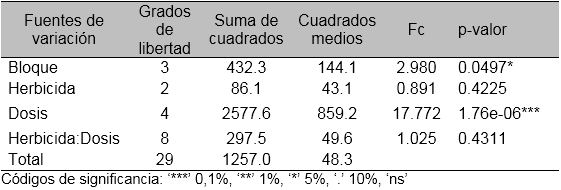 Fuentes de variación Grados de libertad Suma de cuadrados Cuadrados medios Fc p-valor
Bloque 3 432.3 144.1 2.980 0.0497*
Herbicida 2 86.1 43.1 0.891 0.4225
Dosis 4 2577.6 859.2 17.772 1.76e-06***
Herbicida:Dosis 8 297.5 49.6 1.025 0.4311
Total 29 1257.0 48.3
Códigos de significancia: ‘***’ 0,1%, ‘**’ 1%, ‘*’ 5%, ‘.’ 10%, ‘ns’